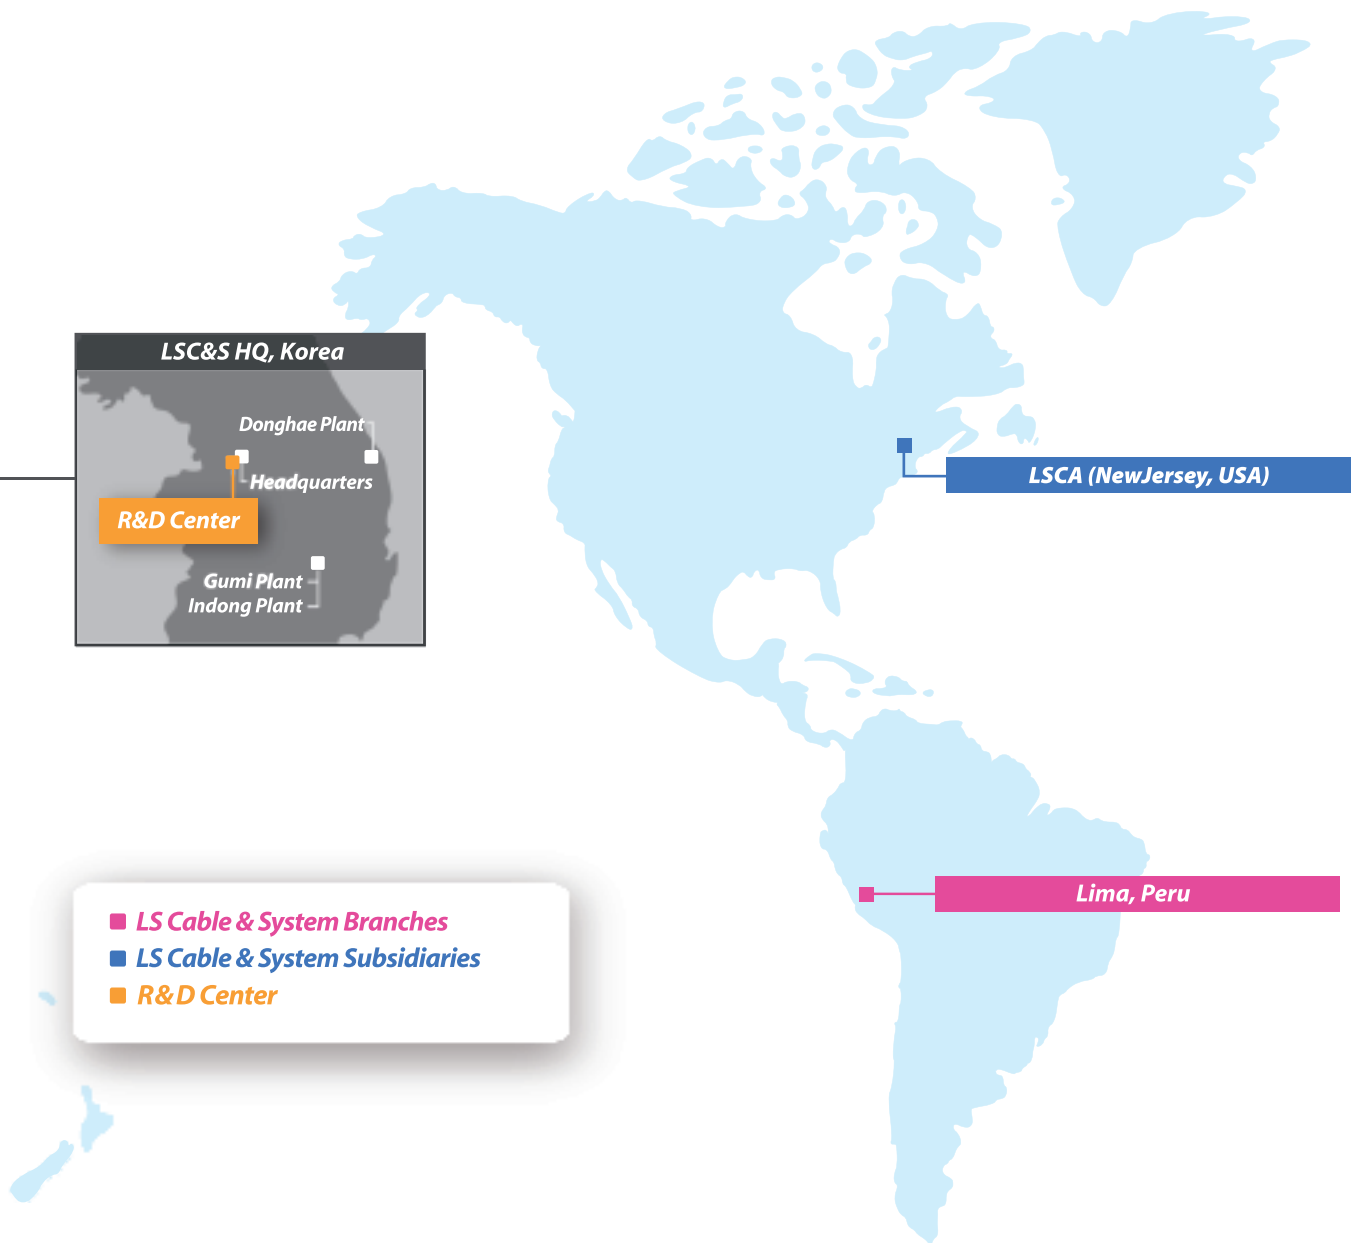 LSC&S HQ, Korea
Donghae Plant
Headquarters
R&D Center
Gumi Plant
Indong Plant
LSCA (NewJersey, USA)
Lima, Peru
LS Cable & System Branches
LS Cable & System Subsidiaries
R&D Center